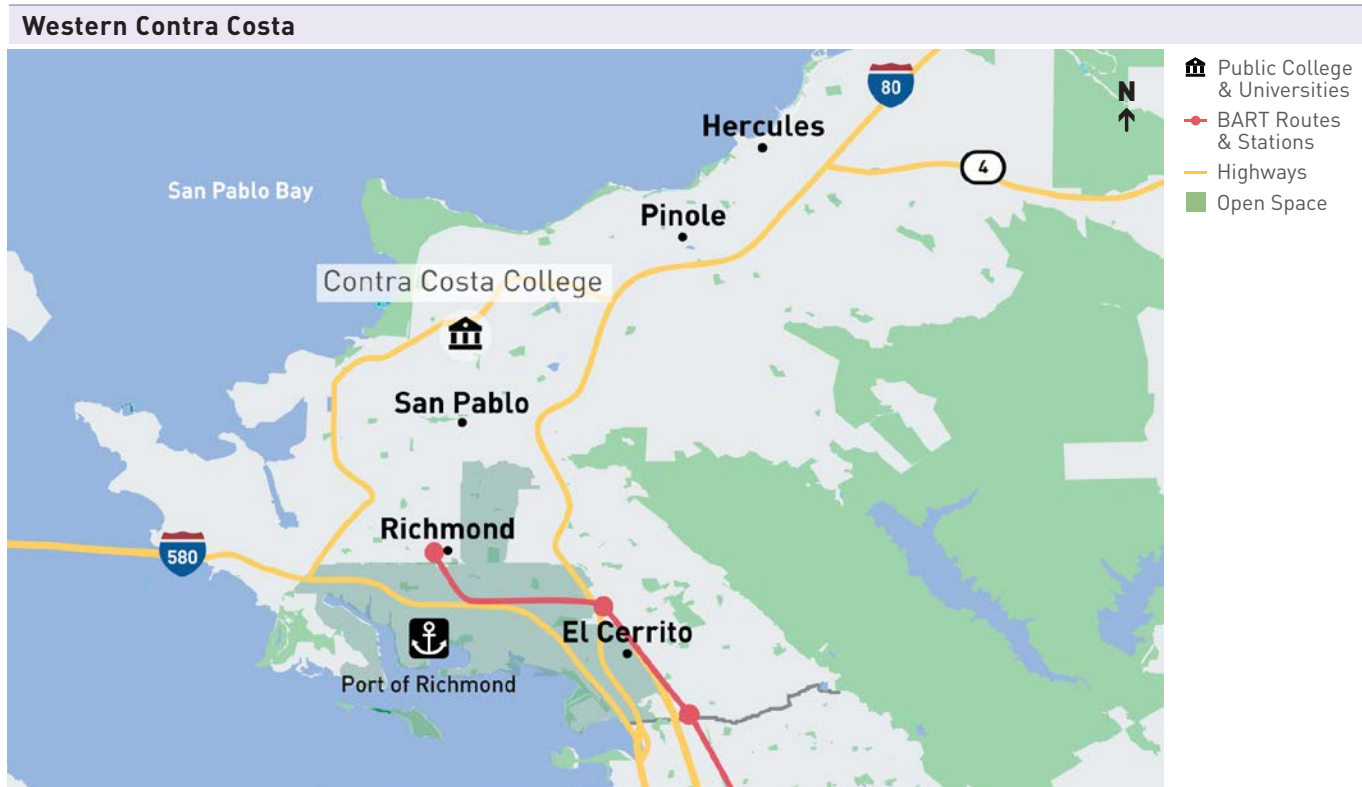 Western Contra Costa
80
N
Hercules
4
San Pablo Bay
Pinole
Contra Costa College
San Pablo
Richmond
580
El Cerrito
Port of Richmond
Public College
& Universities
BART Routes
& Stations
Highways
Open Space